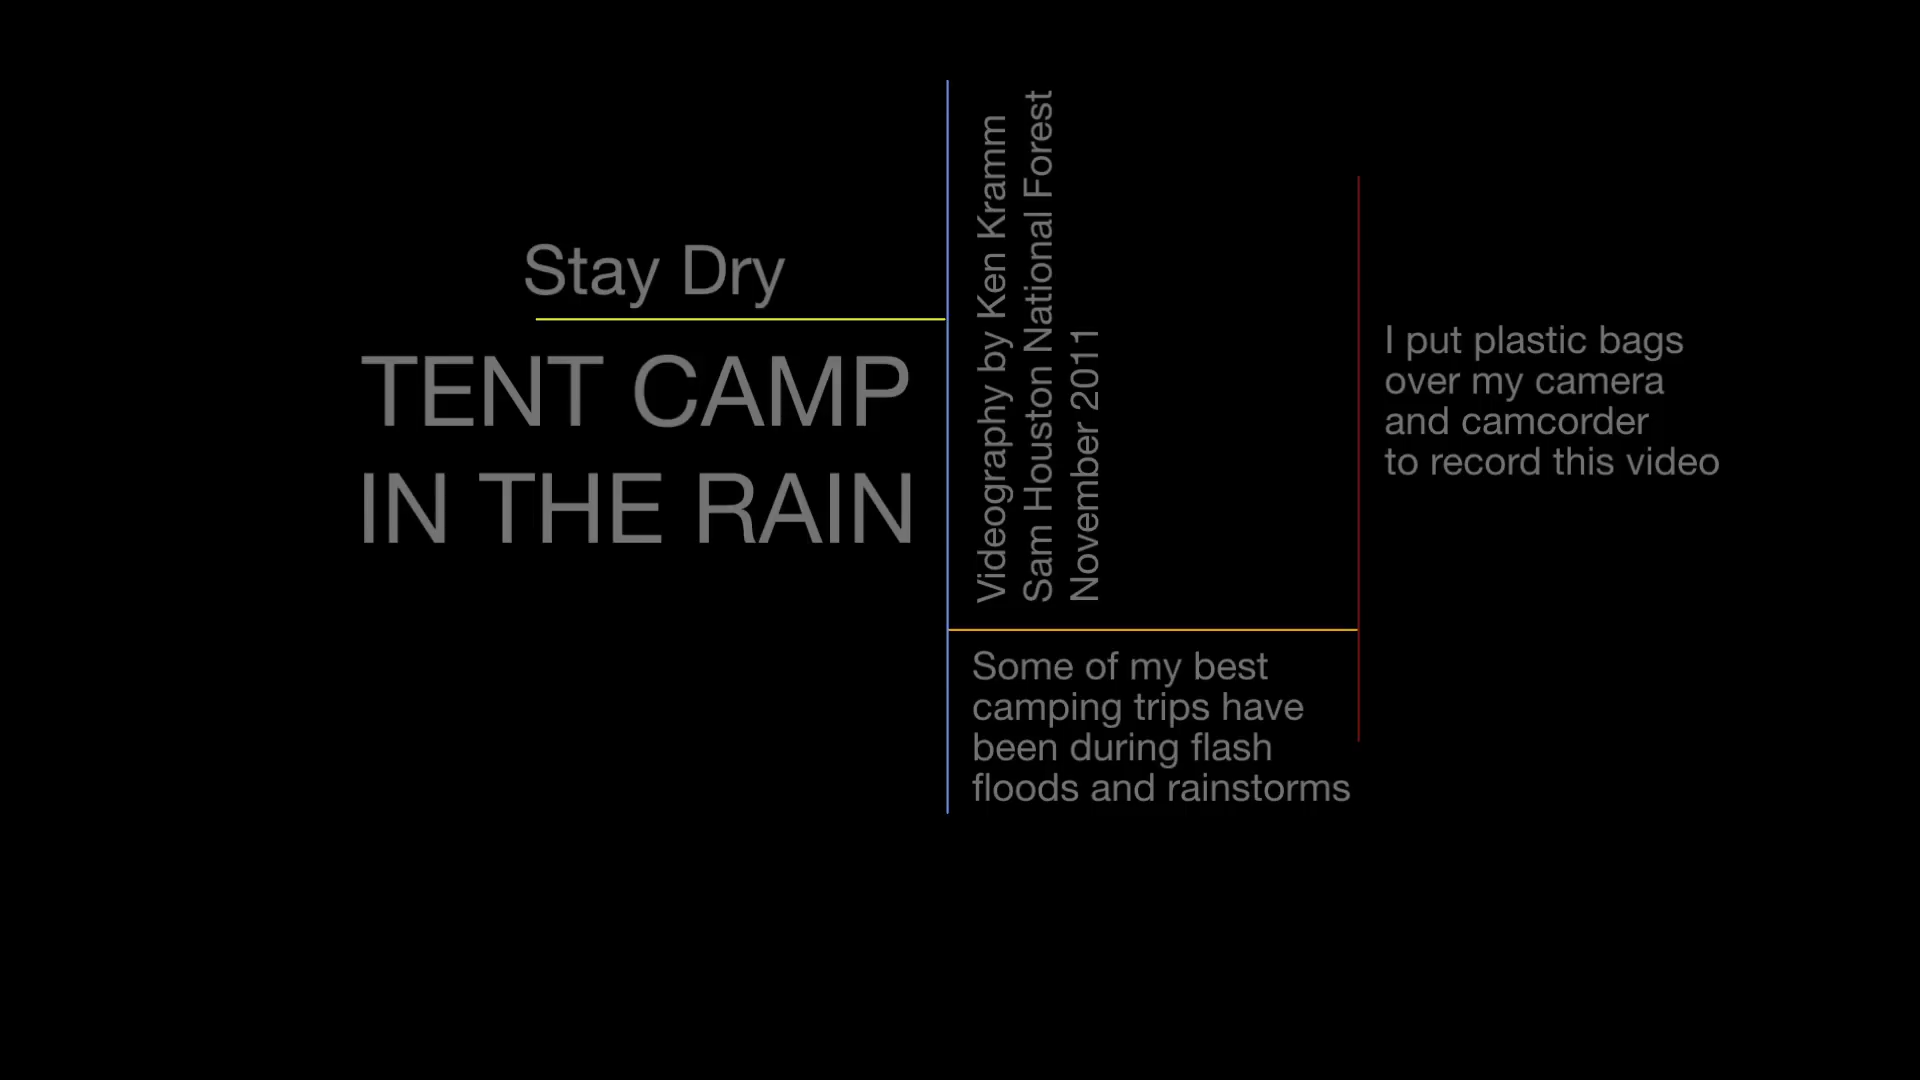 Stay Dry
TENT CAMP
IN THE RAIN
Videography by Ken Kramm
Sam Houston National Forest
November 2011
Some of my best
camping trips have
been during flash
floods and rainstorms
I put plastic bags
over my camera
and camcorder
to record this video